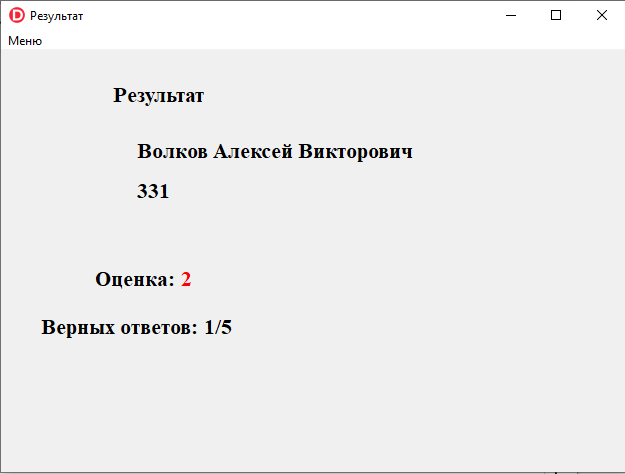 Результат
Меню
Результат
Волков Алексей Викторович
331
Оценка: 2
Верных ответов: 1/5